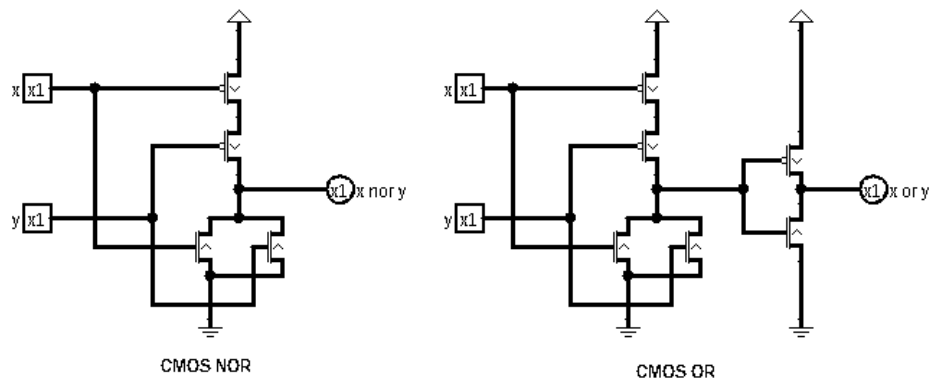 x x1
y x1
x1 x nor y
CMOS NOR
x x1
y x1
x1 x or y
CMOS OR